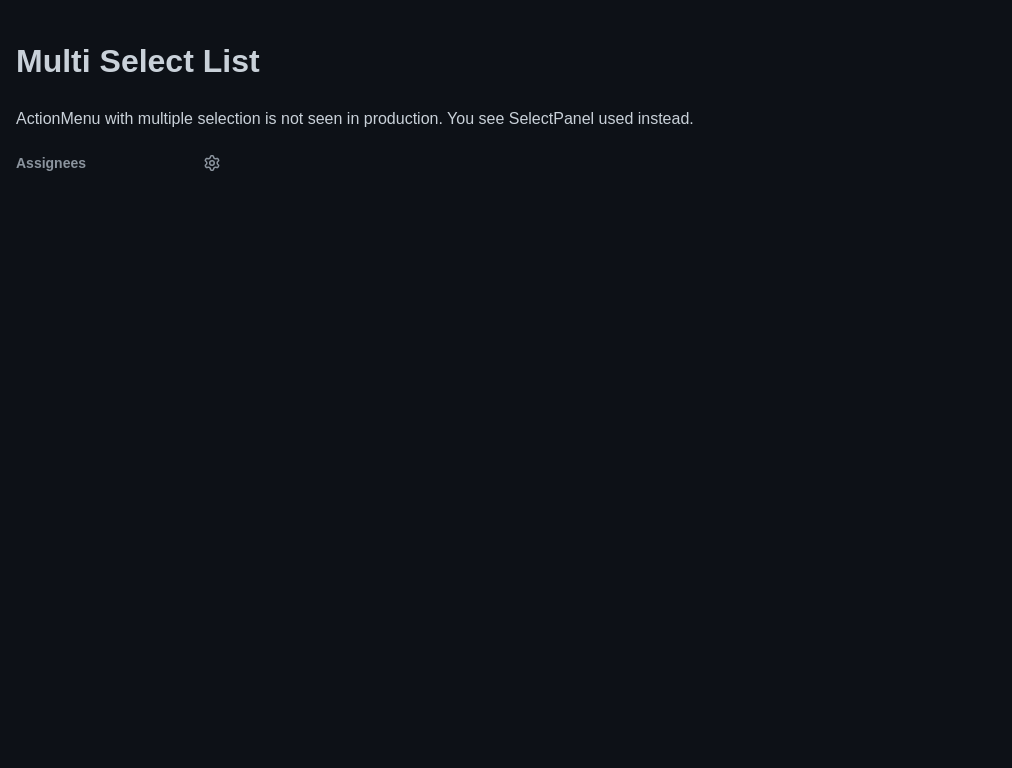 Multi Select List
ActionMenu with multiple selection is not seen in production. You see SelectPanel used instead.
Assignees